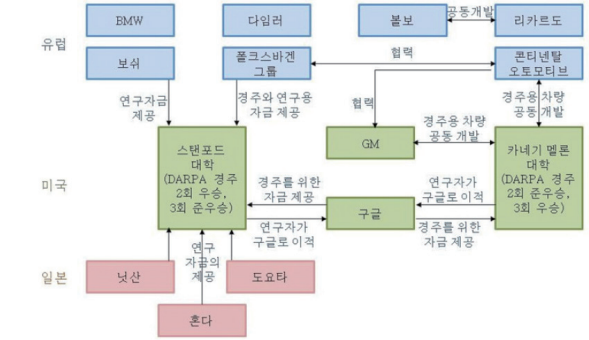 유럽
BMW
다임러
볼보
공동개발
리카르도
보쉬
폴크스바겐
그룹
협력
콘티넨탈
오토모티브
연구자금
제공
경주와 연구용
자금 제공
협력
경주용 차량
공동 개발
경주용 차량
공동 개발
미국
스탠포드
대학
(DARPA 경주
2회 우승,
3회 준우승)
GM
카네기 멜론
대학
(DARPA 경주
2회 준우승,
3회 우승)
경주를 위한
자금 제공
구글
연구자가
구글로 이적
연구자가
구글로 이적
경주를 위한
자금 제공
일본
닛산
연구
자금의
제공
도요타
혼다